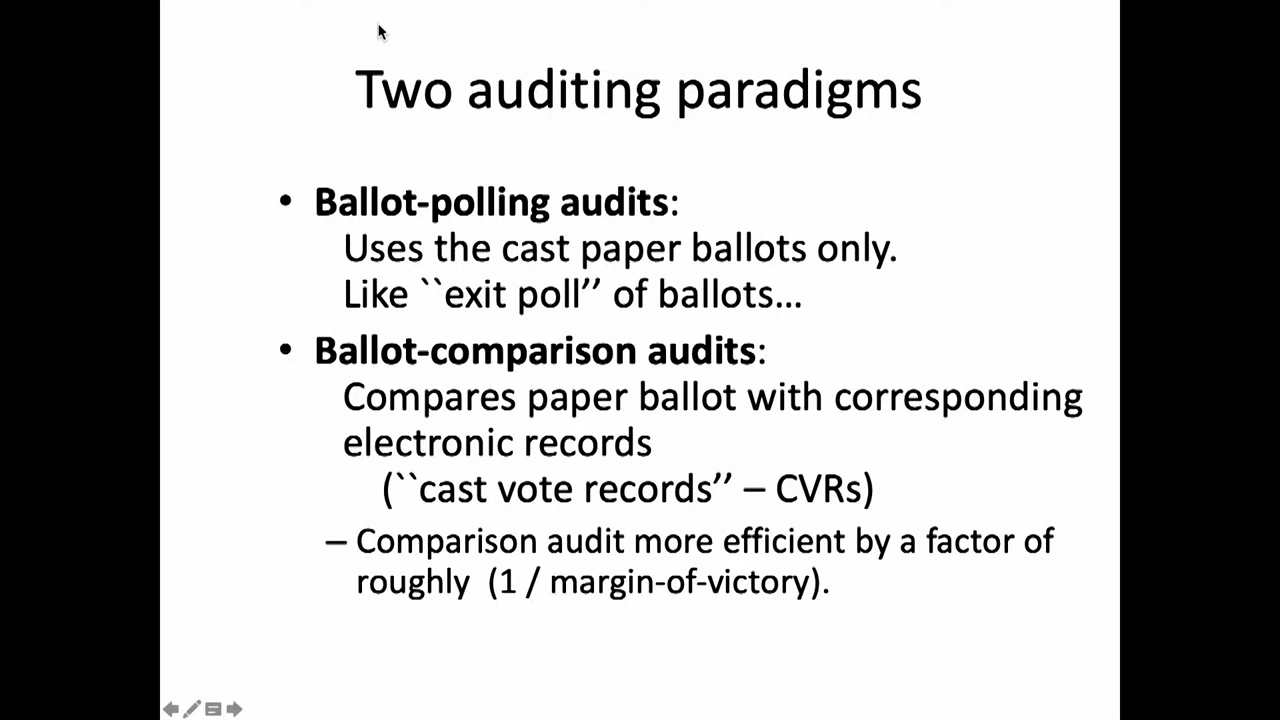 Two auditing paradigms
• Ballot-polling audits:
Uses the cast paper ballots only.
Like ``exit poll’’ of ballots…
• Ballot-comparison audits:
Compares paper ballot with corresponding
electronic records
(``cast vote records’’ – CVRs)
– Comparison audit more efficient by a factor of
roughly (1 / margin-of-victory).